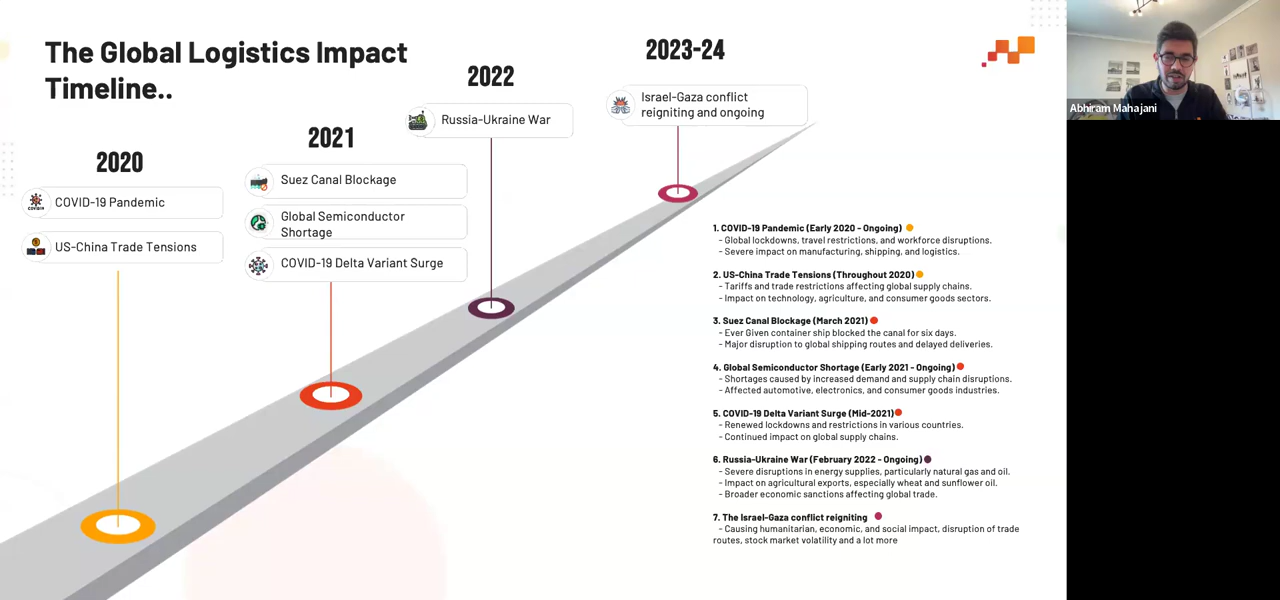 The Global Logistics Impact
Timeline..
2020
COVID-19 Pandemic
US-China Trade Tensions
2021
Suez Canal Blockage
Global Semiconductor
Shortage
COVID-19 Delta Variant Surge
2022
Russia-Ukraine War
2023-24
Israel-Gaza conflict
reigniting and ongoing
1. COVID-19 Pandemic (Early 2020 - Ongoing)
- Global lockdowns, travel restrictions, and workforce disruptions.
- Severe impact on manufacturing, shipping, and logistics.
2. US-China Trade Tensions (Throughout 2020)
- Tariffs and trade restrictions affecting global supply chains.
- Impact on technology, agriculture, and consumer goods sectors.
3. Suez Canal Blockage (March 2021)
- Ever Given container ship blocked the canal for six days.
- Major disruption to global shipping routes and delayed deliveries.
4. Global Semiconductor Shortage (Early 2021 - Ongoing)
- Shortages caused by increased demand and supply chain disruptions.
- Affected automotive, electronics, and consumer goods industries.
5. COVID-19 Delta Variant Surge (Mid-2021)
- Renewed lockdowns and restrictions in various countries.
- Continued impact on global supply chains.
6. Russia-Ukraine War (February 2022 - Ongoing)
- Severe disruptions in energy supplies, particularly natural gas and oil.
- Impact on agricultural exports, especially wheat and sunflower oil.
- Broader economic sanctions affecting global trade.
7. The Israel-Gaza conflict reigniting
- Causing humanitarian, economic, and social impact, disruption of trade
routes, stock market volatility and a lot more
Abhiram Mahajani